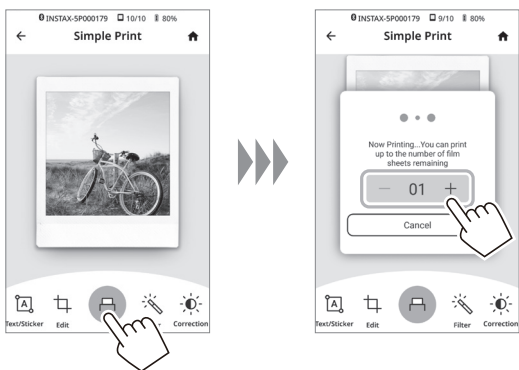 INSTAX-5P000179 10/10 80%
Simple Print
A
Text/Sticker Edit Correction
INSTAX-5P000179 9/10 80%
Simple Print
Now Printing...You can print
up to the number of film
sheets remaining
— 01 +
Cancel
A
Text/Sticker Edit Filter Correction